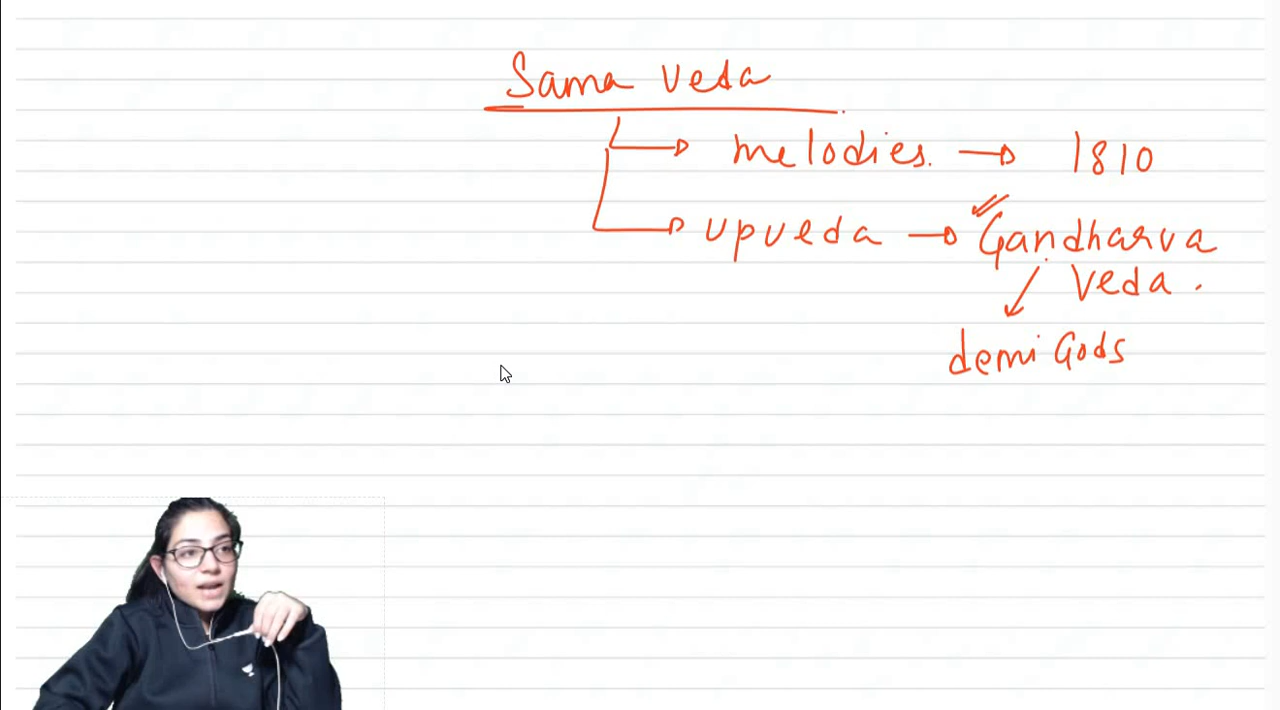 Sama Veda
→ melodies. → 1810
→ upveda → Gandharva
Veda.
demi Gods